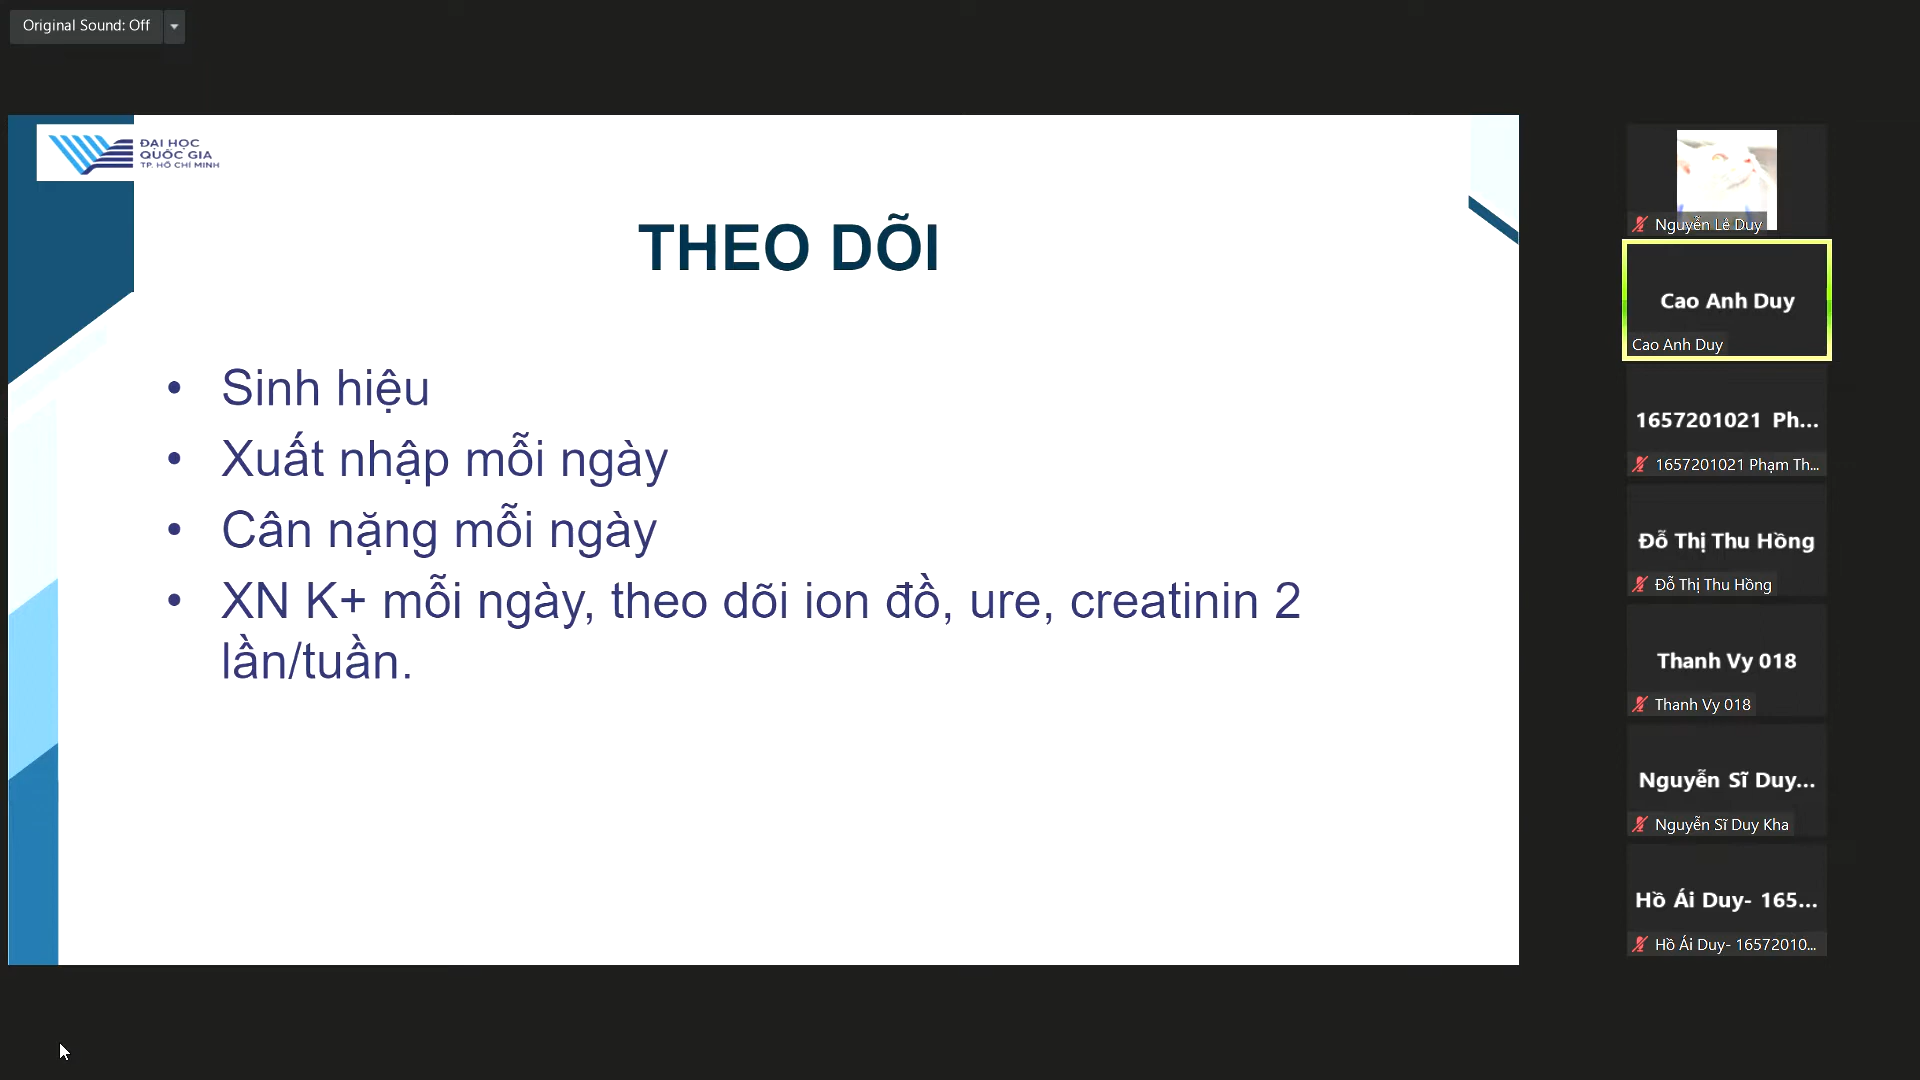 Original Sound: Off
ĐẠI HỌC
QUỐC GIA
TP. HỒ CHÍ MINH
THEO DÕI
• Sinh hiệu
• Xuất nhập mỗi ngày
• Cân nặng mỗi ngày
• XN K+ mỗi ngày, theo dõi ion đồ, ure, creatinin 2
lần/tuần.
Nguyễn Lê Duy
Cao Anh Duy
Cao Anh Duy
1657201021 Ph...
1657201021 Phạm Th...
Đỗ Thị Thu Hồng
Đỗ Thị Thu Hồng
Thanh Vy 018
Thanh Vy 018
Nguyễn Sĩ Duy...
Nguyễn Sĩ Duy Kha
Hồ Ái Duy- 165...
Hồ Ái Duy- 16572010...